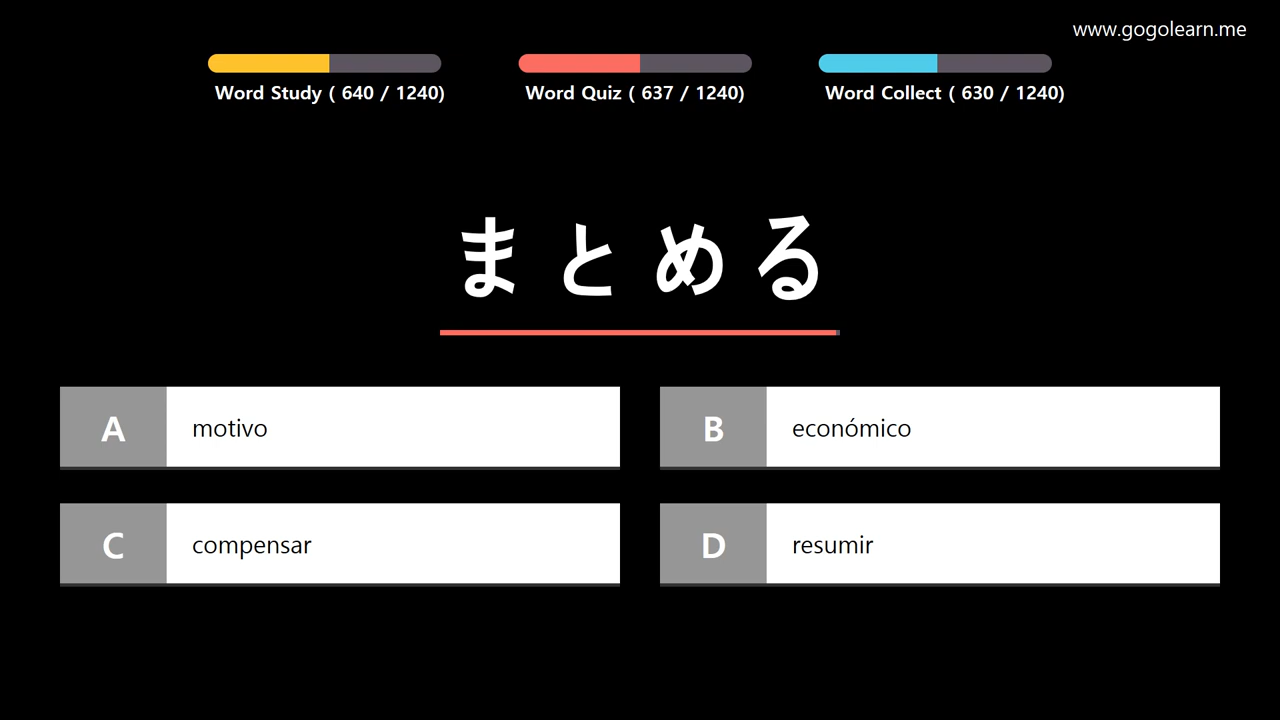 www.gogolearn.me
Word Study ( 640 / 1240)
Word Quiz ( 637 / 1240)
Word Collect ( 630 / 1240)
まとめる
A motivo
B económico
C compensar
D resumir